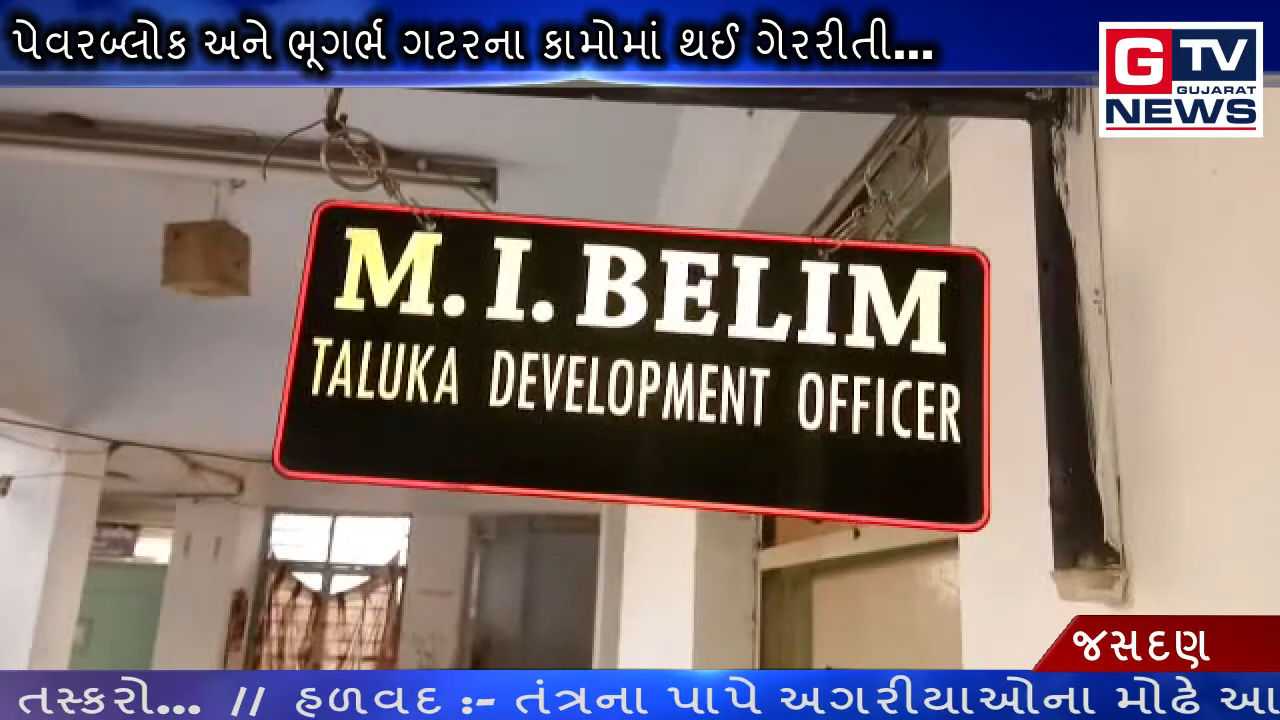 પેવરબ્લોક અને ભૂગર્ભ ગટરના કામોમાં થઈ ગેરરીતી...
G TV
GUJARAT
NEWS
M. I. BELIM
TALUKA DEVELOPMENT OFFICER
જસદણ
તસ્કરો... // હળવદ :- તંત્રના પાપે અગરીયાઓના મોઢે આ